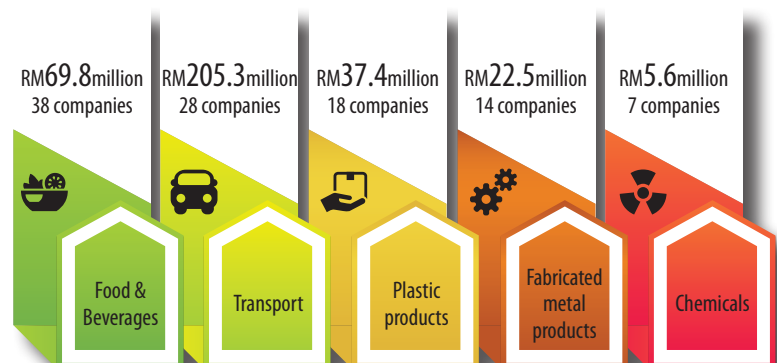 RM69.8million
38 companies
RM205.3million
28 companies
RM37.4million
18 companies
RM22.5million
14 companies
RM5.6million
7 companies
Food &
Beverages
Transport
Plastic
products
Fabricated
metal
products
Chemicals